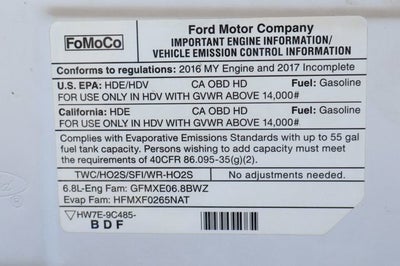 FoMoCo
Ford Motor Company
IMPORTANT ENGINE INFORMATION/
VEHICLE EMISSION CONTROL INFORMATION
Conforms to regulations: 2016 MY Engine and 2017 Incomplete
U.S. EPA: HDE/HDV CA OBD HD Fuel: Gasoline
FOR USE ONLY IN HDV WITH GVWR ABOVE 14,000#
California: HDE CA OBD HD Fuel: Gasoline
FOR USE ONLY IN HDV WITH GVWR ABOVE 14,000#
Complies with Evaporative Emissions Standards with up to 55 gal
fuel tank capacity. Persons wishing to add capacity must meet
the requirements of 40CFR 86.095-35(g)(2).
TWC/HO2S/SFI/WR-HO2S No adjustments needed.
6.8L-Eng Fam: GFMXE06.8BWZ
Evap Fam: HFMXF0265NAT
HW7E-9C485-
BDF